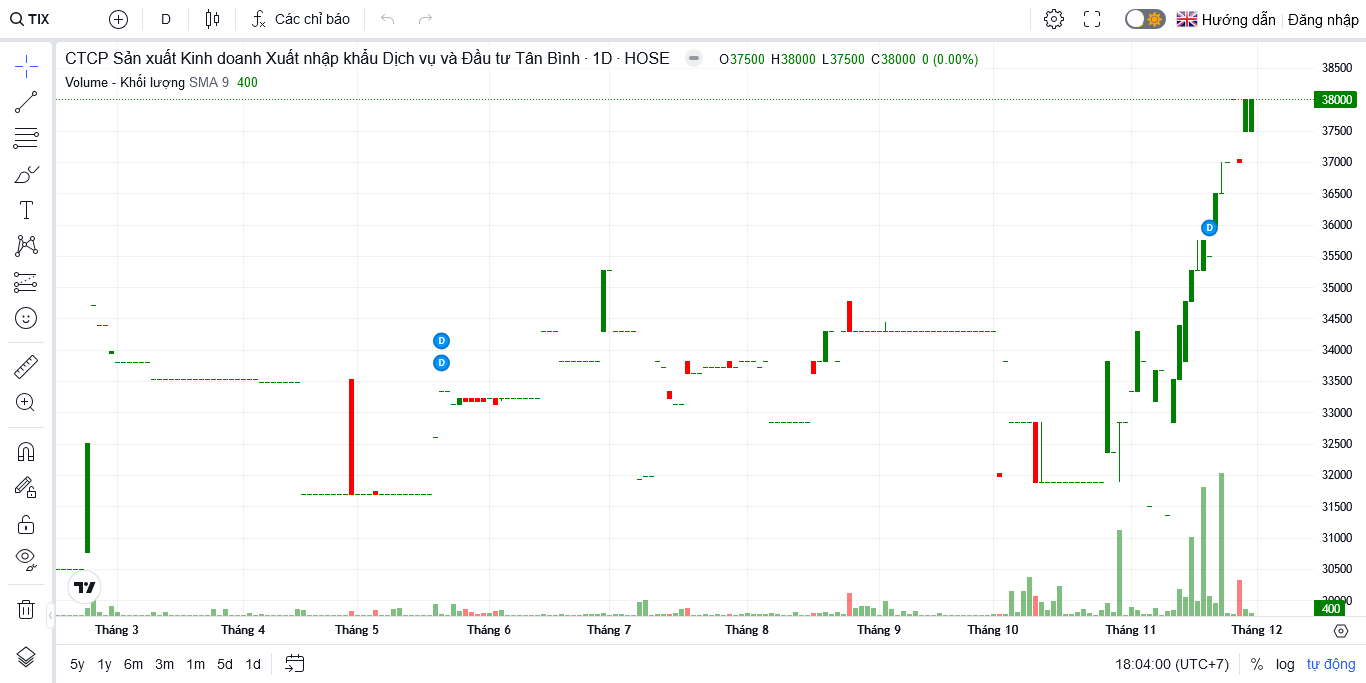 TIX D Các chỉ báo Hướng dẫn Đăng nhập
CTCP Sản xuất Kinh doanh Xuất nhập khẩu Dịch vụ và Đầu tư Tân Bình · 1D · HOSE O37500 H38000 L37500 C38000 0 (0.00%)
Volume - Khối lượng SMA 9 400
38500
38000
37500
37000
36500
36000
35500
35000
34500
34000
33500
33000
32500
32000
31500
31000
30500
30000
400
D
D
D
Tháng 3 Tháng 4 Tháng 5 Tháng 6 Tháng 7 Tháng 8 Tháng 9 Tháng 10 Tháng 11 Tháng 12
5y 1y 6m 3m 1m 5d 1d 18:04:00 (UTC+7) % log tự động